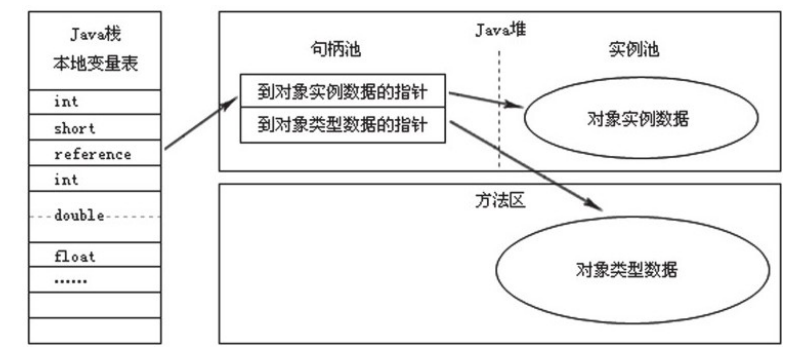 Java栈
本地变量表
int
short
reference
int
double
float
......
Java堆
句柄池
实例池
到对象实例数据的指针
到对象类型数据的指针
对象实例数据
方法区
对象类型数据